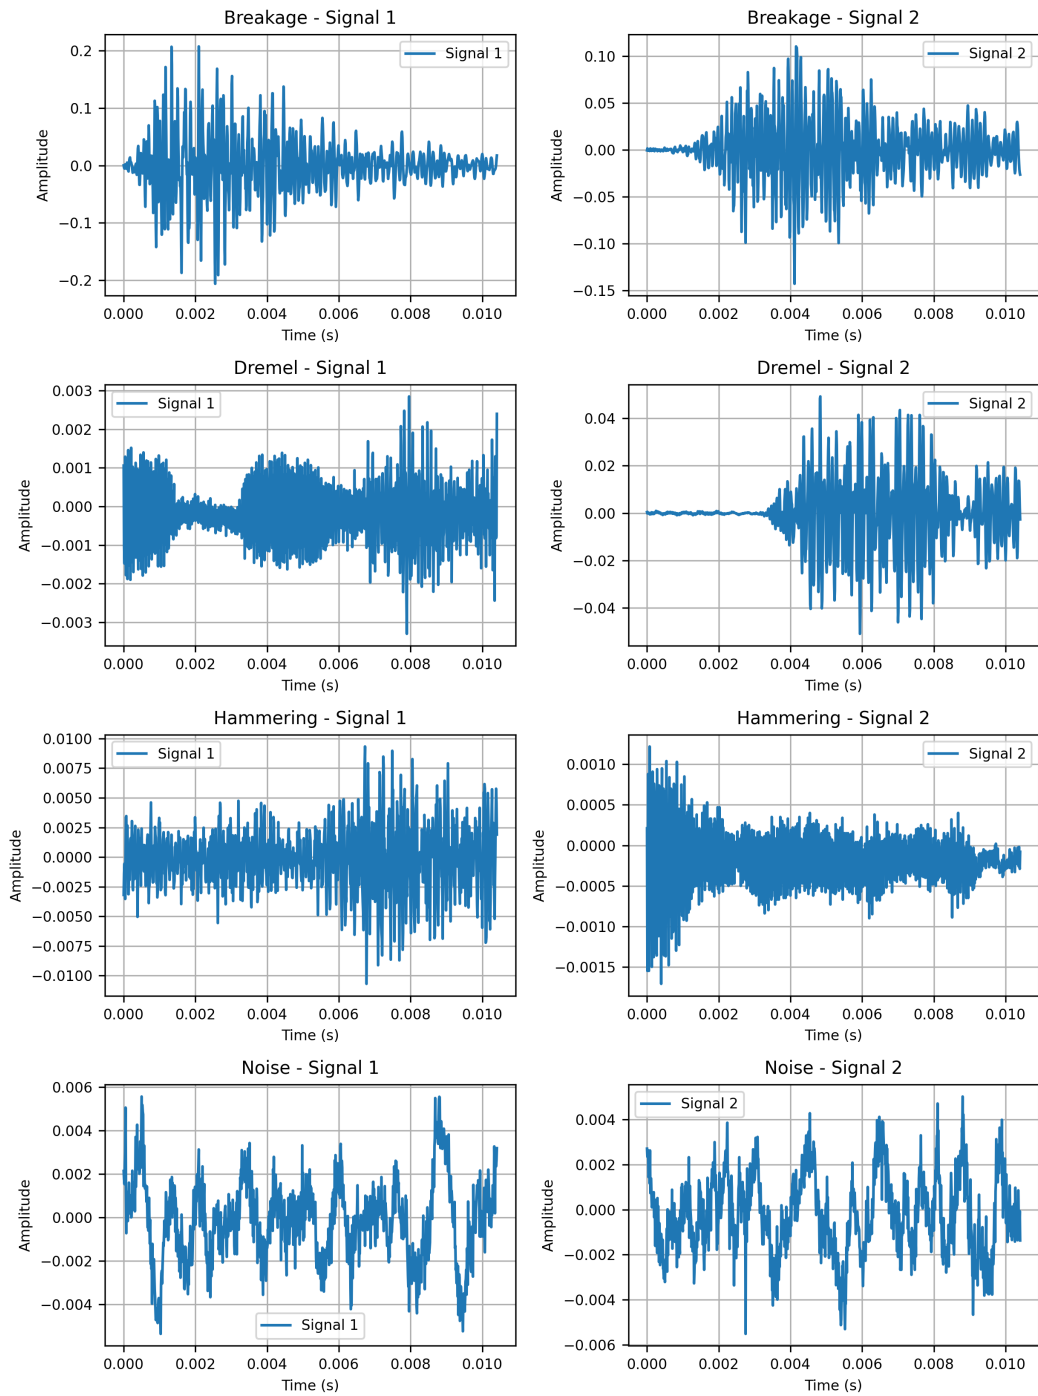 Breakage - Signal 1
Signal 1
Amplitude
0.2
0.1
0.0
−0.1
−0.2
0.000 0.002 0.004 0.006 0.008 0.010
Time (s)
Breakage - Signal 2
Signal 2
Amplitude
0.10
0.05
0.00
−0.05
−0.10
−0.15
0.000 0.002 0.004 0.006 0.008 0.010
Time (s)
Dremel - Signal 1
Signal 1
Amplitude
0.003
0.002
0.001
0.000
−0.001
−0.002
−0.003
0.000 0.002 0.004 0.006 0.008 0.010
Time (s)
Dremel - Signal 2
Signal 2
Amplitude
0.04
0.02
0.00
−0.02
−0.04
0.000 0.002 0.004 0.006 0.008 0.010
Time (s)
Hammering - Signal 1
Signal 1
Amplitude
0.0100
0.0075
0.0050
0.0025
0.0000
−0.0025
−0.0050
−0.0075
−0.0100
0.000 0.002 0.004 0.006 0.008 0.010
Time (s)
Hammering - Signal 2
Signal 2
Amplitude
0.0010
0.0005
0.0000
−0.0005
−0.0010
−0.0015
0.000 0.002 0.004 0.006 0.008 0.010
Time (s)
Noise - Signal 1
Signal 1
Amplitude
0.006
0.004
0.002
0.000
−0.002
−0.004
0.000 0.002 0.004 0.006 0.008 0.010
Time (s)
Noise - Signal 2
Signal 2
Amplitude
0.004
0.002
0.000
−0.002
−0.004
−0.006
0.000 0.002 0.004 0.006 0.008 0.010
Time (s)